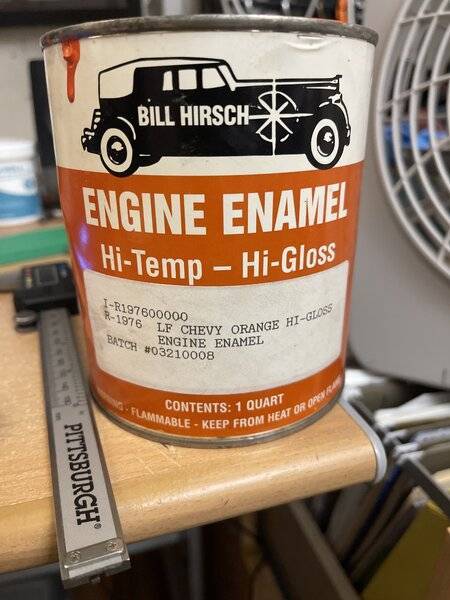 BILL HIRSCH
ENGINE ENAMEL
Hi-Temp – Hi-Gloss
I-R197600000
R-1976 LF CHEVY ORANGE HI-GLOSS
ENGINE ENAMEL
BATCH #03210008
CONTENTS: 1 QUART
FLAMMABLE - KEEP FROM HEAT OR OPEN FLAME
PITTSBURGH®